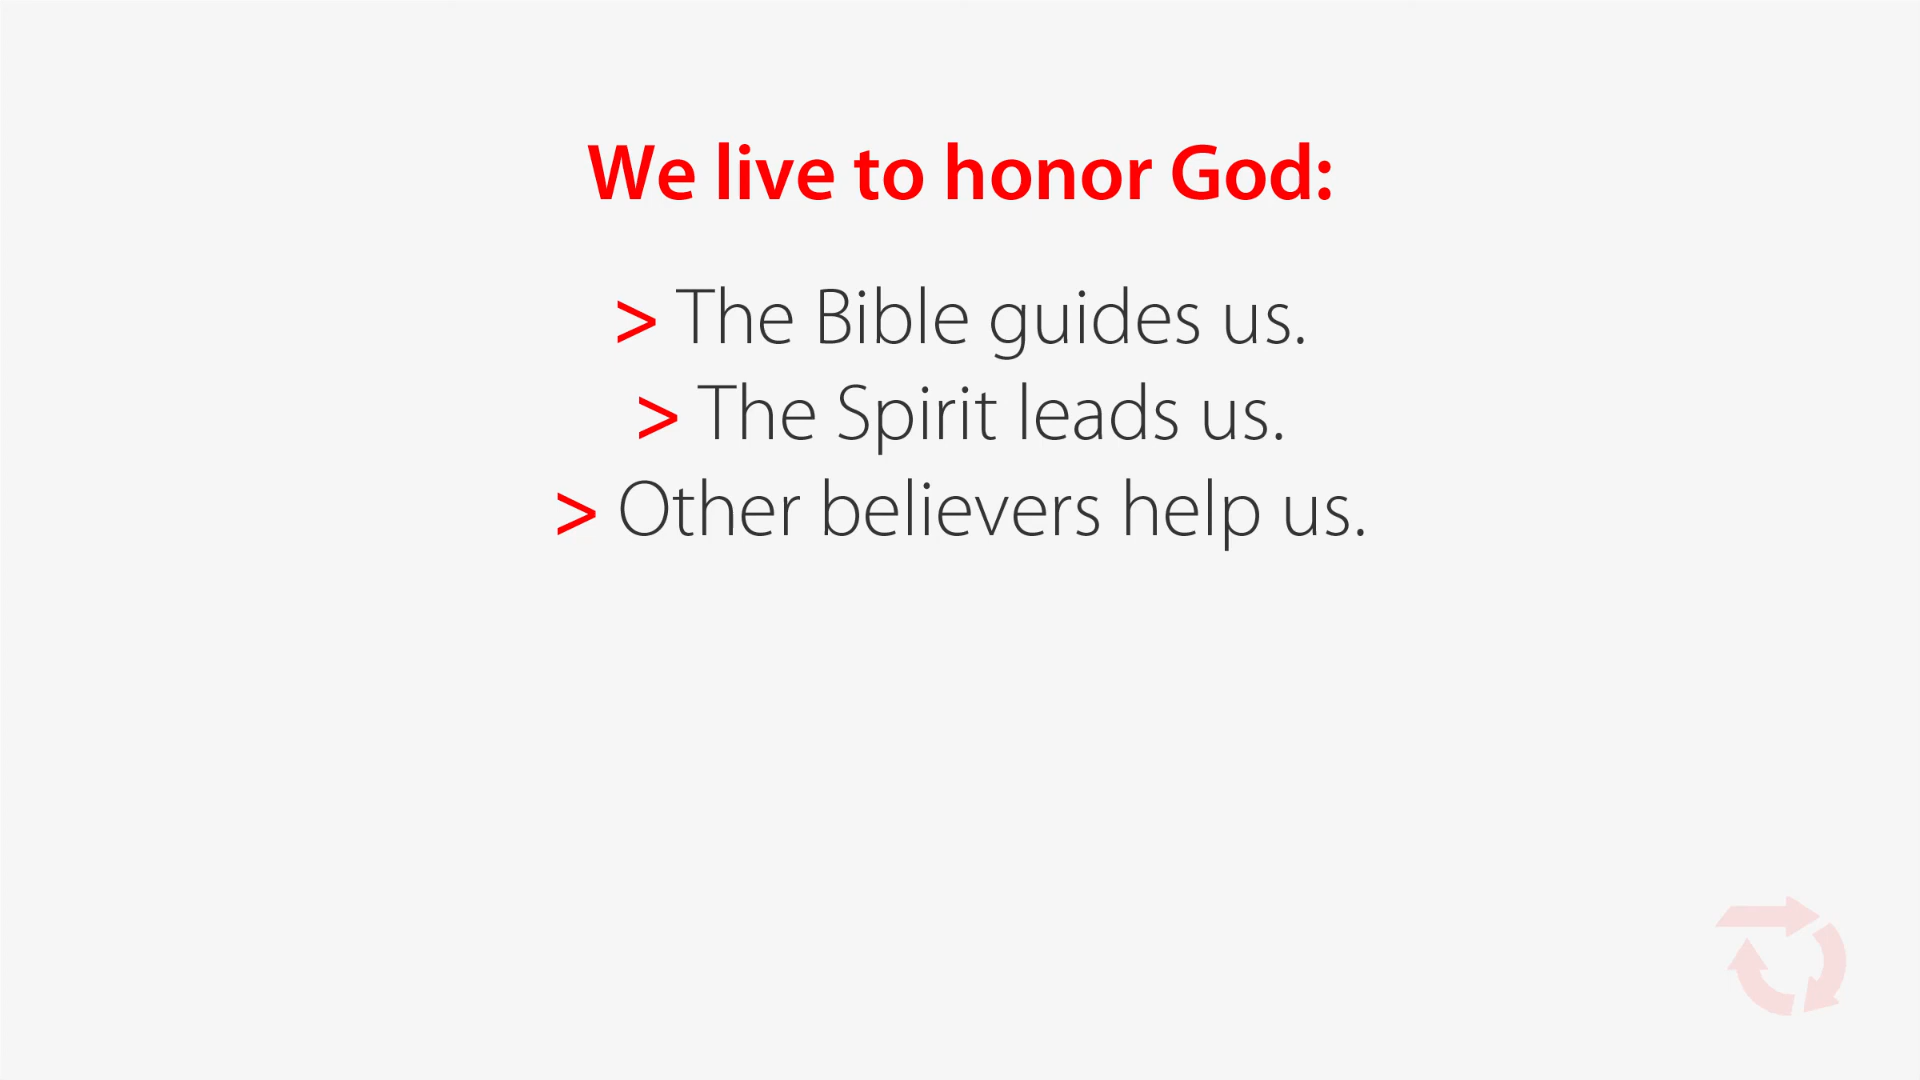 We live to honor God:
> The Bible guides us.
> The Spirit leads us.
> Other believers help us.